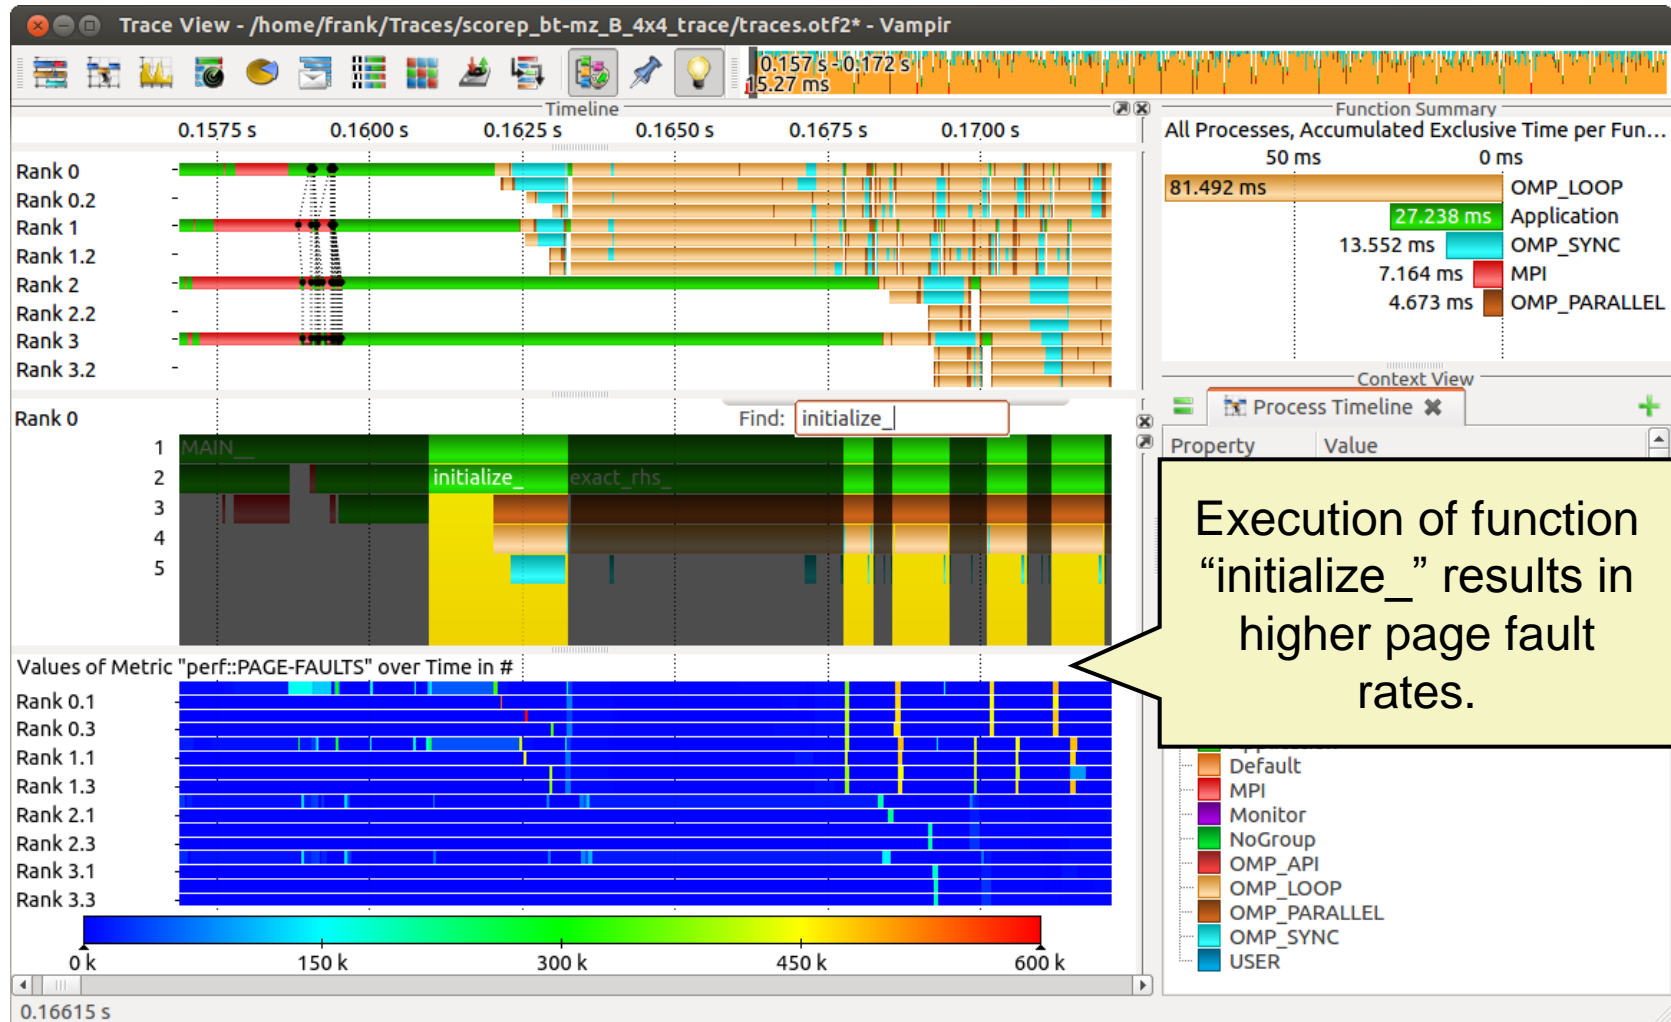 Trace View - /home/frank/Traces/scorep_bt-mz_B_4x4_trace/traces.otf2* - Vampir
0.157 s - 0.172 s
15.27 ms
Timeline
0.1575 s 0.1600 s 0.1625 s 0.1650 s 0.1675 s 0.1700 s
Rank 0
Rank 0.2
Rank 1
Rank 1.2
Rank 2
Rank 2.2
Rank 3
Rank 3.2
Function Summary
All Processes, Accumulated Exclusive Time per Fun...
50 ms 0 ms
81.492 ms OMP_LOOP
27.238 ms Application
13.552 ms OMP_SYNC
7.164 ms MPI
4.673 ms OMP_PARALLEL
Rank 0
Find: initialize_
1 MAIN__
2 initialize_ exact_rhs_
3
4
5
Context View
Process Timeline
Property Value
Execution of function
“initialize_” results in
higher page fault
rates.
Values of Metric "perf::PAGE-FAULTS" over Time in #
Rank 0.1
Rank 0.3
Rank 1.1
Rank 1.3
Rank 2.1
Rank 2.3
Rank 3.1
Rank 3.3
0 k 150 k 300 k 450 k 600 k
Default
MPI
Monitor
NoGroup
OMP_API
OMP_LOOP
OMP_PARALLEL
OMP_SYNC
USER
0.16615 s